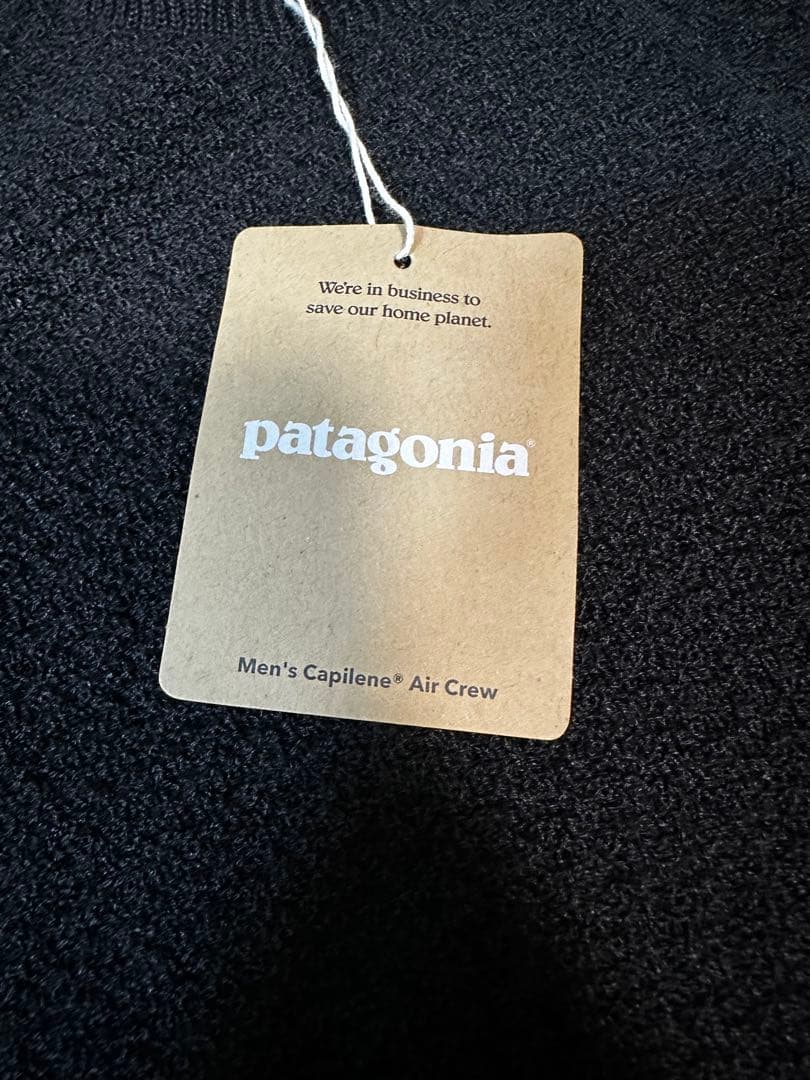 We're in business to
save our home planet.
patagonia®
Men's Capilene® Air Crew